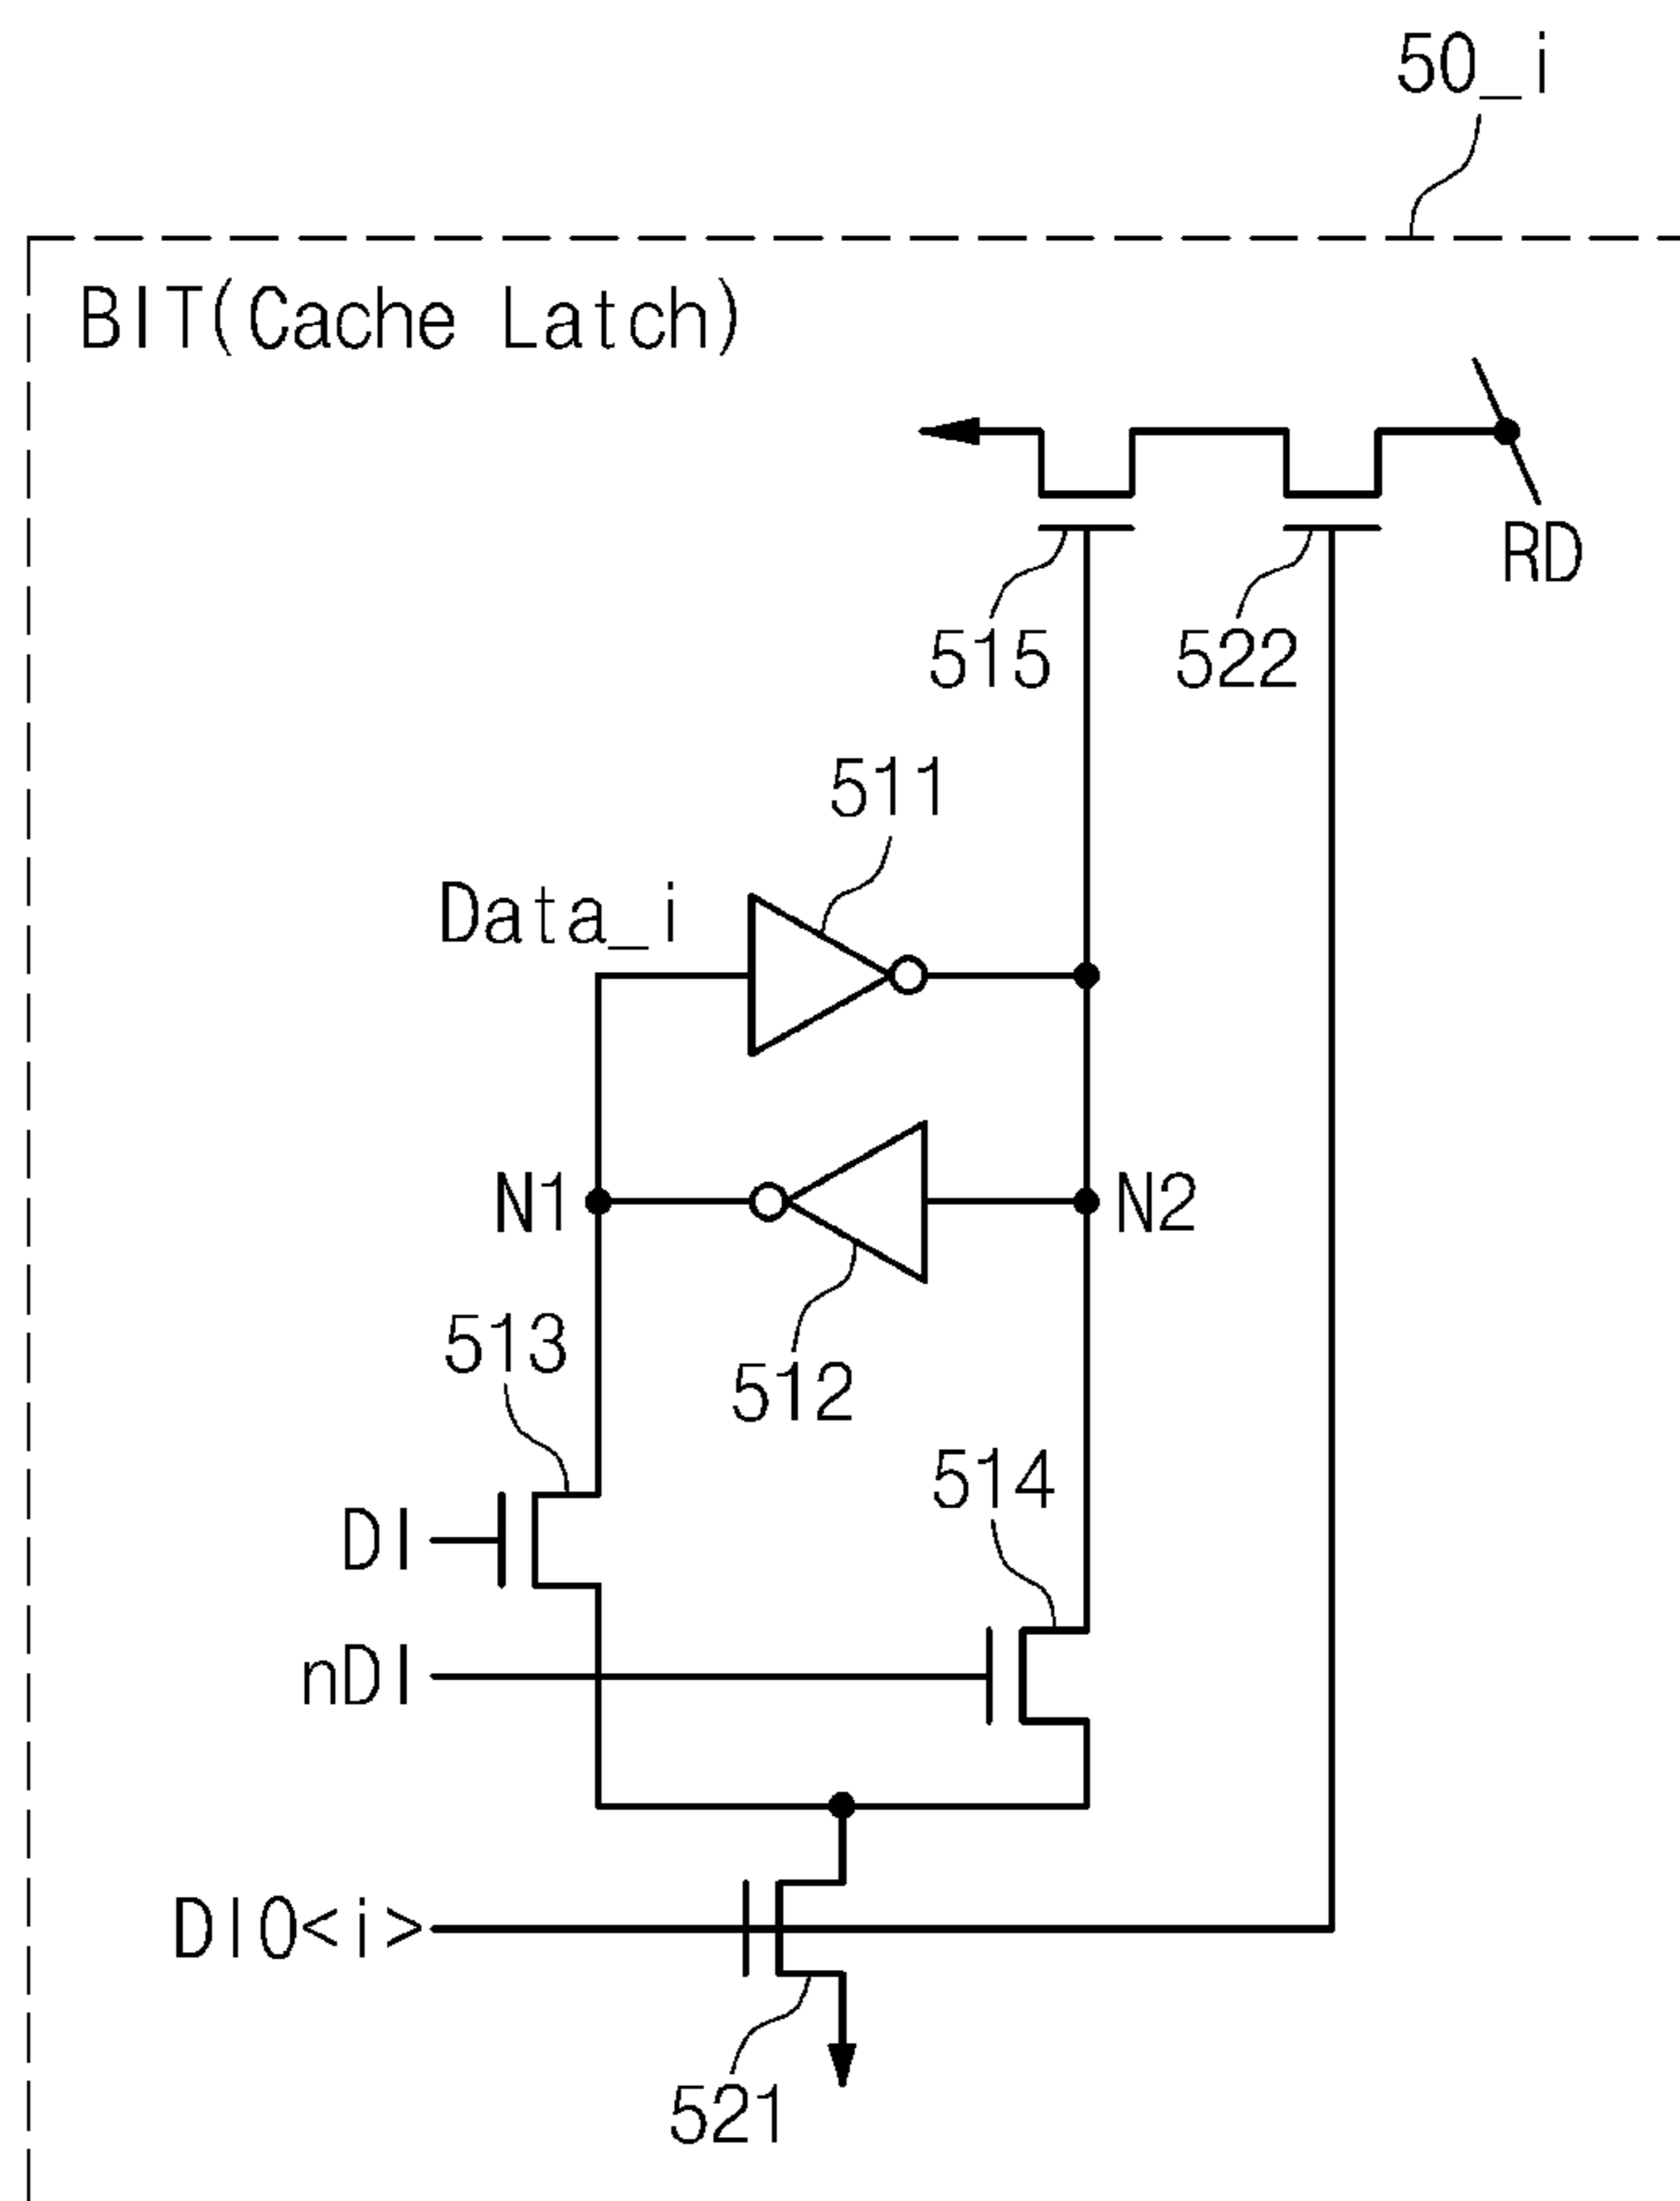 50_i
BIT(Cache Latch)
RD
515
522
511
Data_i
N1
N2
513
512
514
DI
nDI
DIO<i>
521